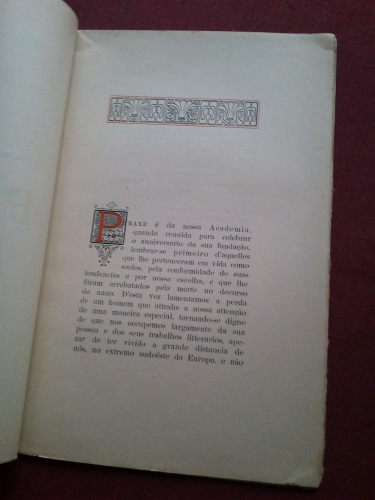 PRAXE é da nossa Academia,
quando reunida para celebrar
o anniversario da sua fundação,
lembrar-se primeiro d'aquelles
que lhe pertenceram em vida como
socios, pela conformidade de suas
tendencias e por nossa escolha, e que lhe
fôram arrebatados pela morte no decurso
do anno. D'esta vez lamentamos a perda
de um homem que attrahe a nossa attenção
de uma maneira especial, tornando-se digno
de que nos occupemos largamente da sua
pessoa e dos seus trabalhos litterarios, ape-
zar de ter vivido a grande distancia de
nós, no extremo sudoéste da Europa, e não